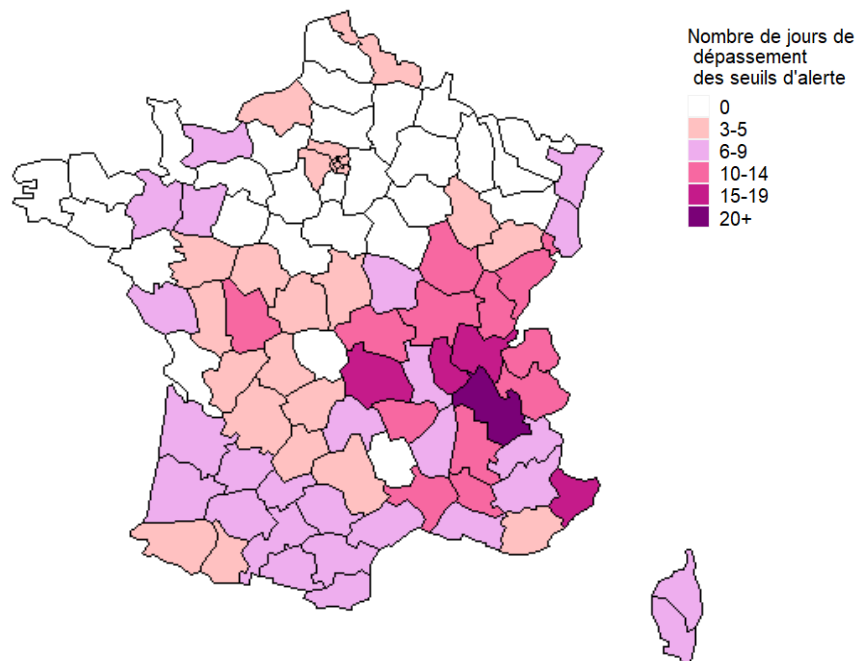 Nombre de jours de
dépassement
des seuils d'alerte
0
3-5
6-9
10-14
15-19
20+